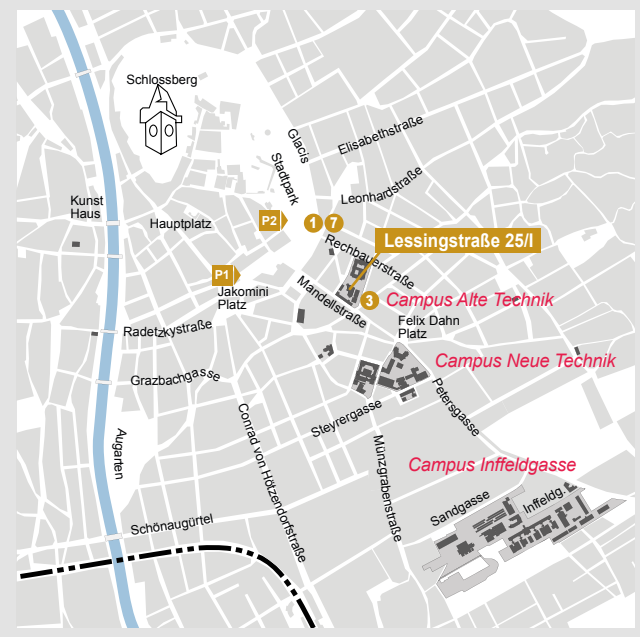 Schlossberg
Glacis
Elisabethstraße
Stadtpark
Leonhardstraße
Kunst
Haus
Hauptplatz
P2
1
7
Rechbauerstraße
Lessingstraße 25/I
P1
Jakomini
Platz
Mandellstraße
3
Campus Alte Technik
Felix Dahn
Platz
Radetzkystraße
Campus Neue Technik
Grazbachgasse
Petersgasse
Steyrergasse
Conrad von Hötzendorfstraße
Augarten
Münzgrabenstraße
Campus Inffeldgasse
Sandgasse
Inffeldg.
Schönaugürtel